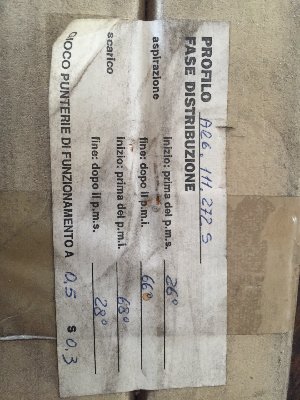 PROFILO A26.111.272.S
FASE DISTRIBUZIONE
aspirazione inizio: prima del p.m.s. 26°
fine: dopo il p.m.i. 66°
scarico inizio: prima del p.m.i. 68°
fine: dopo il p.m.s. 28°
GIOCO PUNTERIE DI FUNZIONAMENTO A 0,5 S 0,3